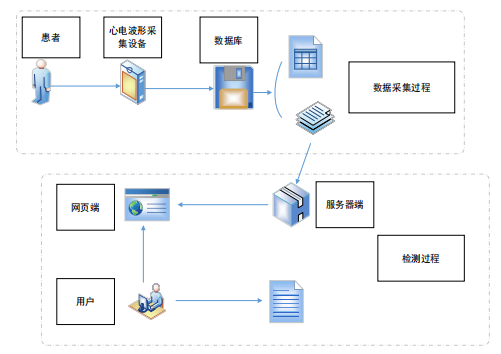 患者
心电波形采
集设备
数据库
数据采集过程
网页端
服务器端
检测过程
用户